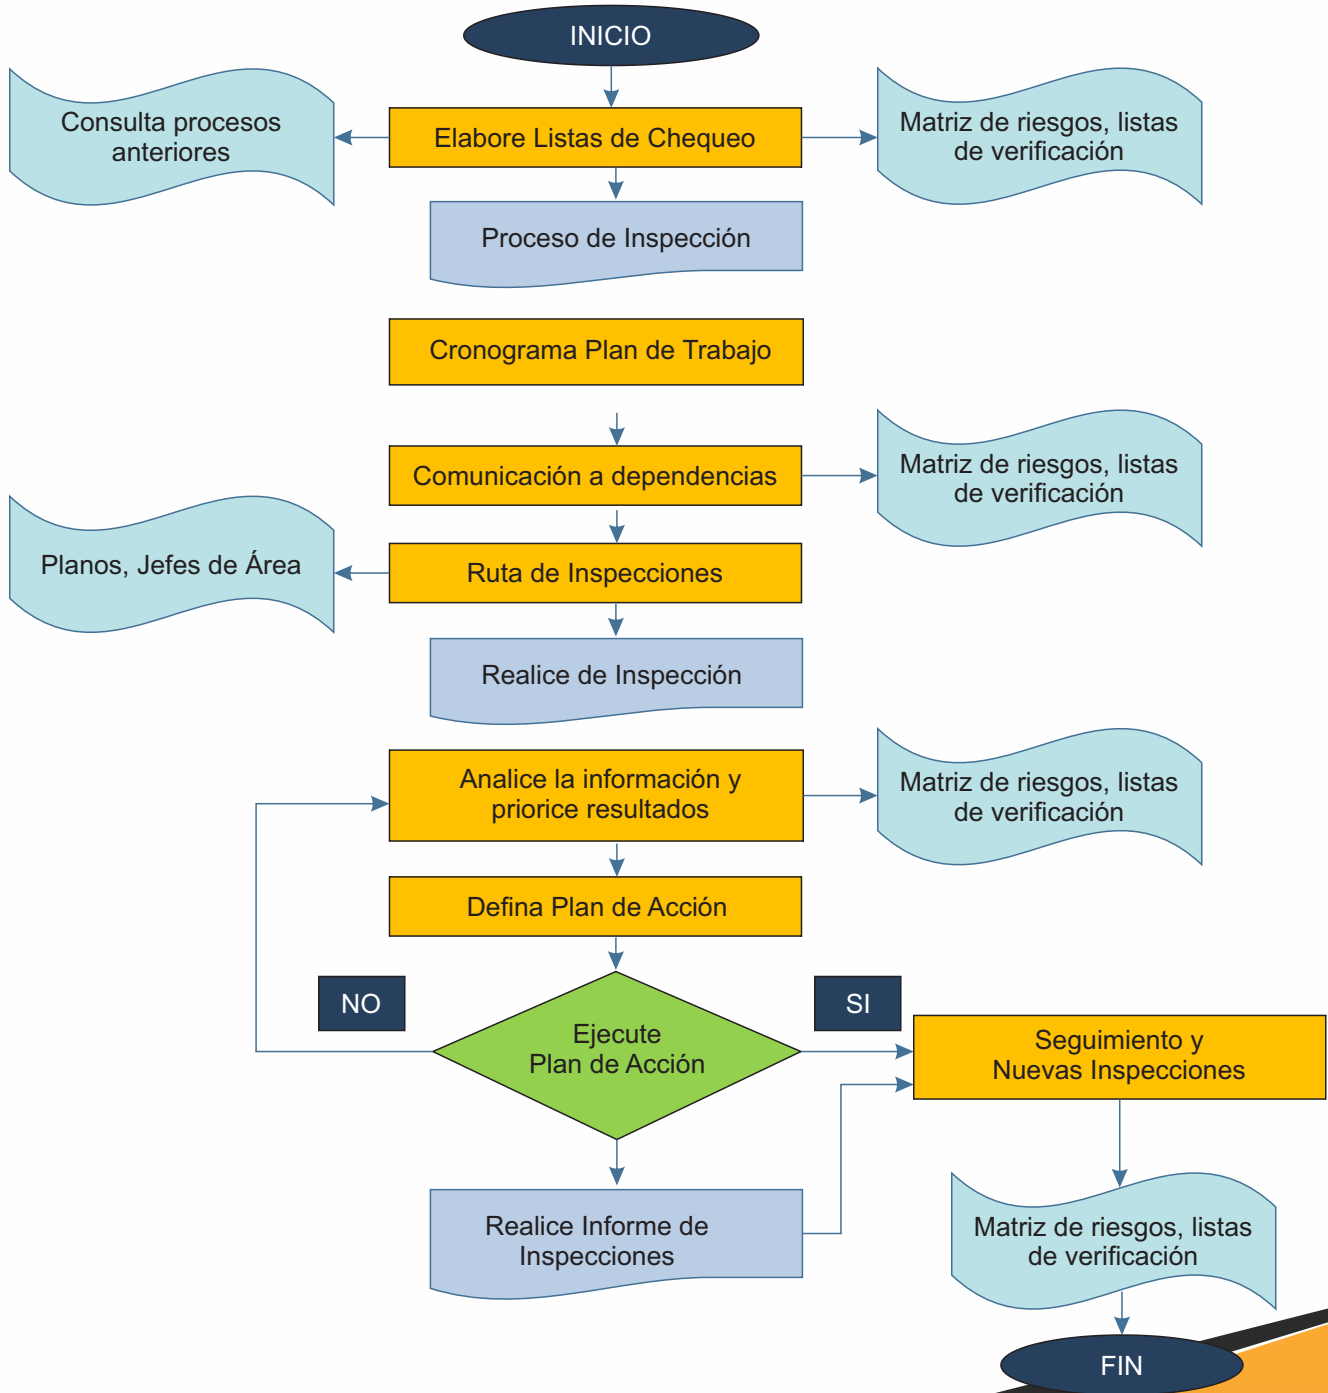 INICIO
Consulta procesos
anteriores
Elabore Listas de Chequeo
Matriz de riesgos, listas
de verificación
Proceso de Inspección
Cronograma Plan de Trabajo
Comunicación a dependencias
Matriz de riesgos, listas
de verificación
Planos, Jefes de Área
Ruta de Inspecciones
Realice de Inspección
Analice la información y
priorice resultados
Matriz de riesgos, listas
de verificación
Defina Plan de Acción
NO
SI
Ejecute
Plan de Acción
Seguimiento y
Nuevas Inspecciones
Realice Informe de
Inspecciones
Matriz de riesgos, listas
de verificación
FIN